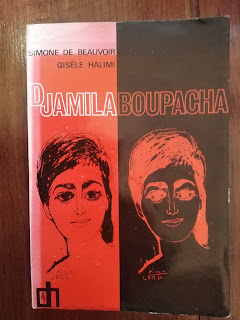 SIMONE DE BEAUVOIR
GISÈLE HALIMI
DJAMILA BOUPACHA